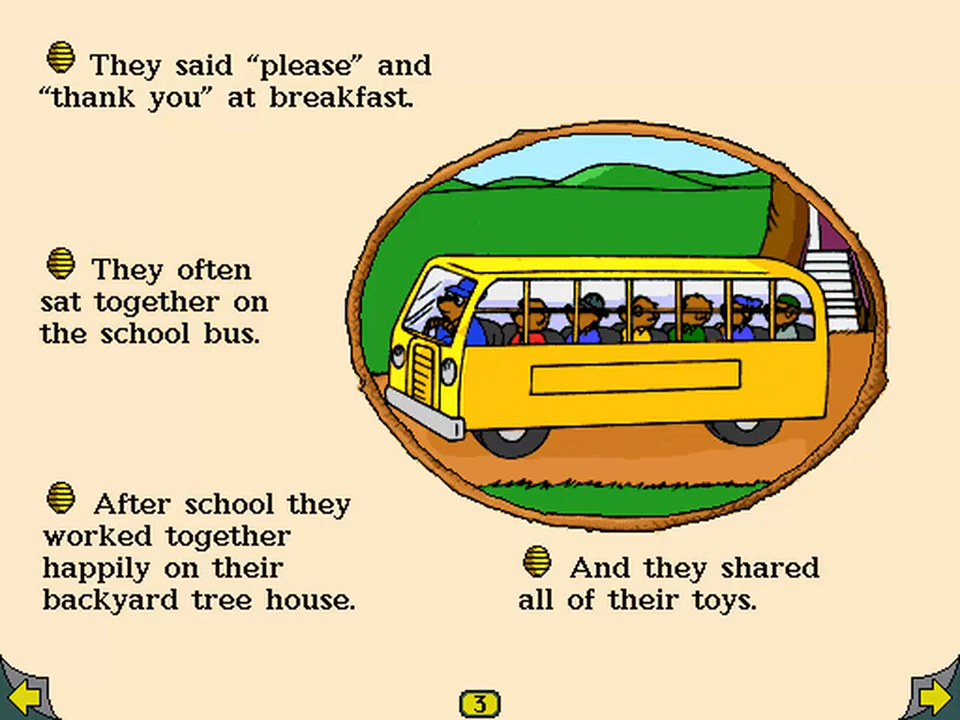 They said “please” and
“thank you” at breakfast.
They often
sat together on
the school bus.
After school they
worked together
happily on their
backyard tree house.
And they shared
all of their toys.
3